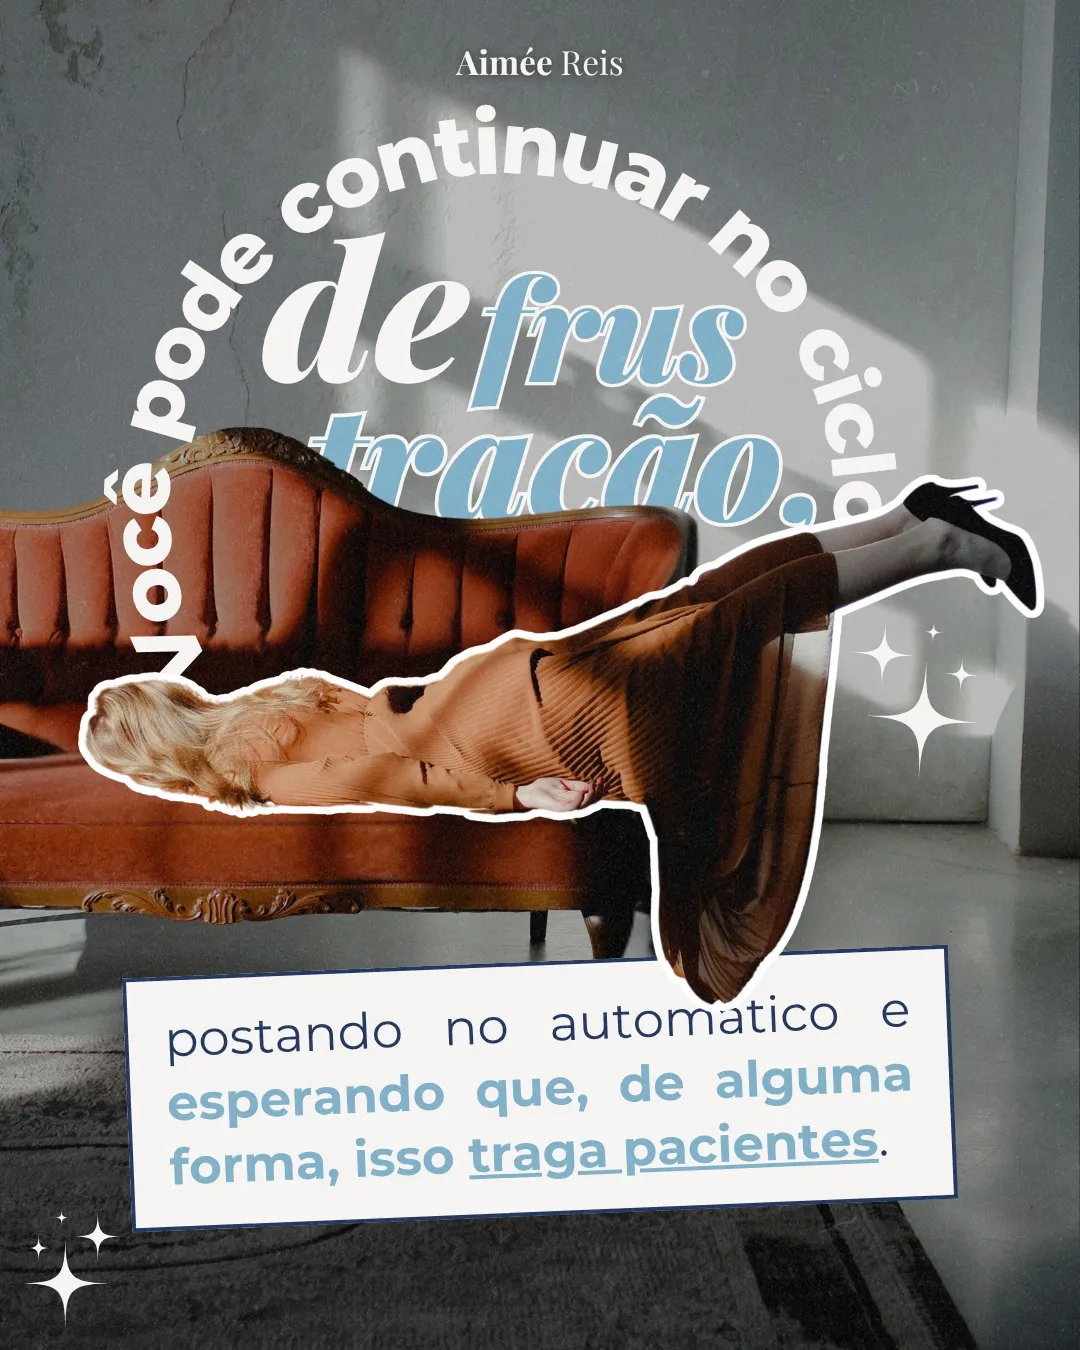 Aimée Reis
Você pode continuar no ciclo
de frus
tração,
postando no automático e
esperando que, de alguma
forma, isso traga pacientes.